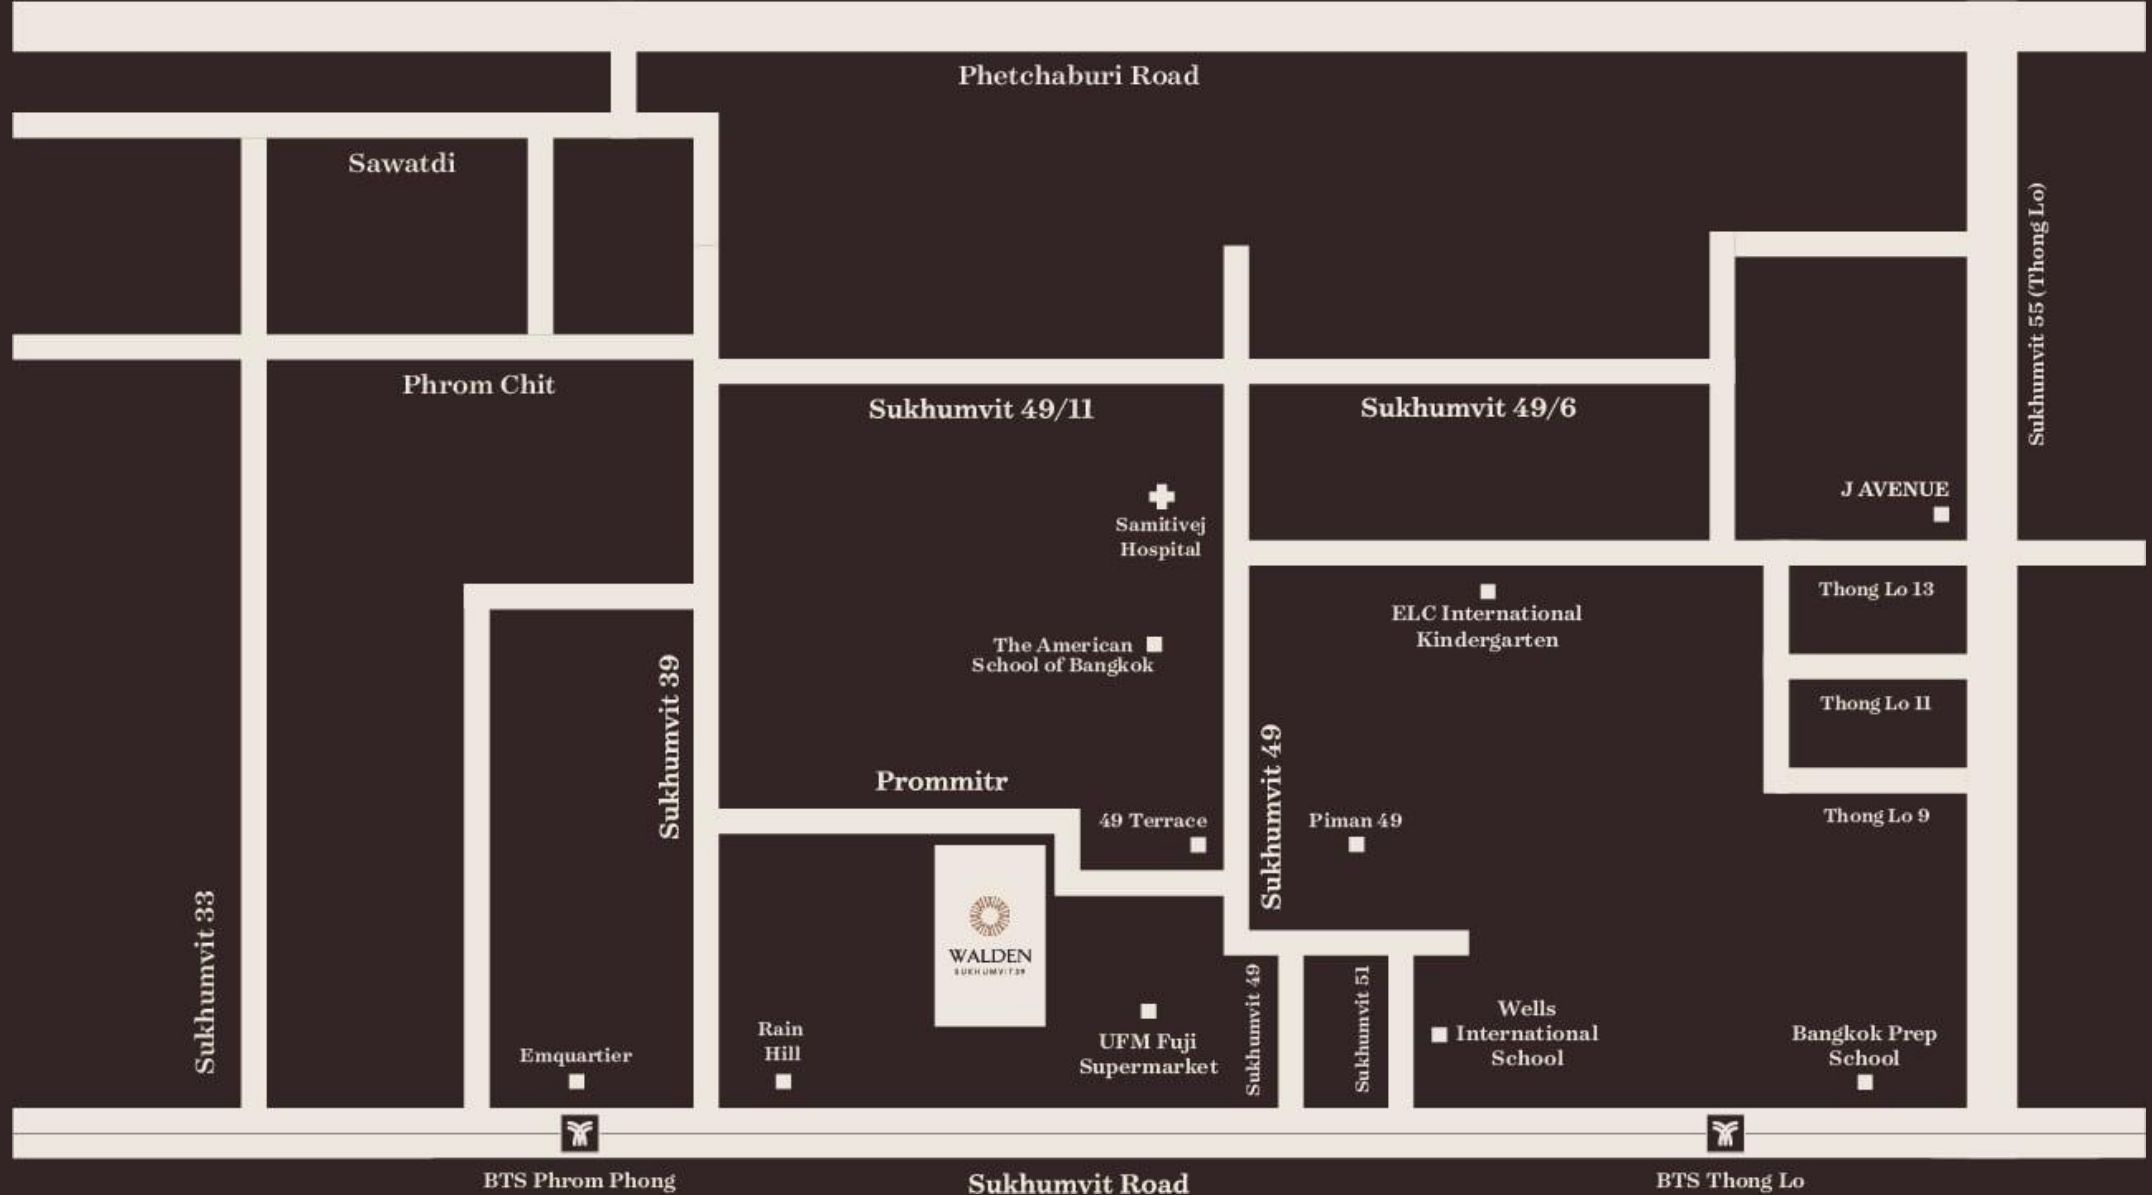 Phetchaburi Road
Sawatdi
Sukhumvit 55 (Thong Lo)
Phrom Chit
Sukhumvit 49/11
Sukhumvit 49/6
J AVENUE
Samitivej
Hospital
Thong Lo 13
ELC International
Kindergarten
The American
School of Bangkok
Sukhumvit 39
Thong Lo 11
Sukhumvit 49
Prommitr
49 Terrace
Piman 49
Thong Lo 9
Sukhumvit 33
WALDEN
SUKHUMVIT39
Sukhumvit 49
Sukhumvit 51
Wells
International
School
Rain
Hill
UFM Fuji
Supermarket
Bangkok Prep
School
Emquartier
BTS Phrom Phong
Sukhumvit Road
BTS Thong Lo